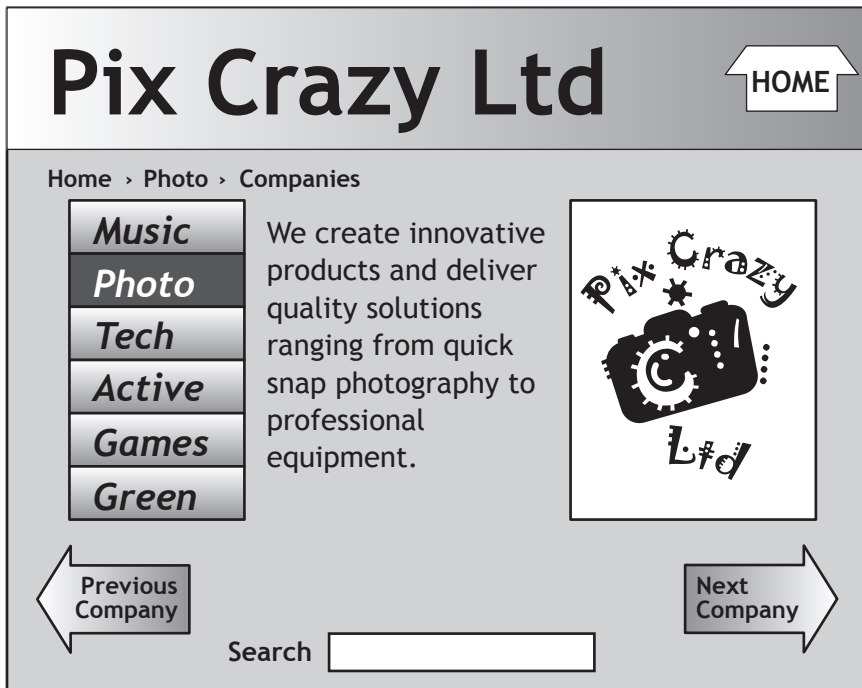 Pix Crazy Ltd
HOME
Home › Photo › Companies
Music
Photo
Tech
Active
Games
Green
We create innovative
products and deliver
quality solutions
ranging from quick
snap photography to
professional
equipment.
Pix Crazy
Ltd
Previous
Company
Next
Company
Search